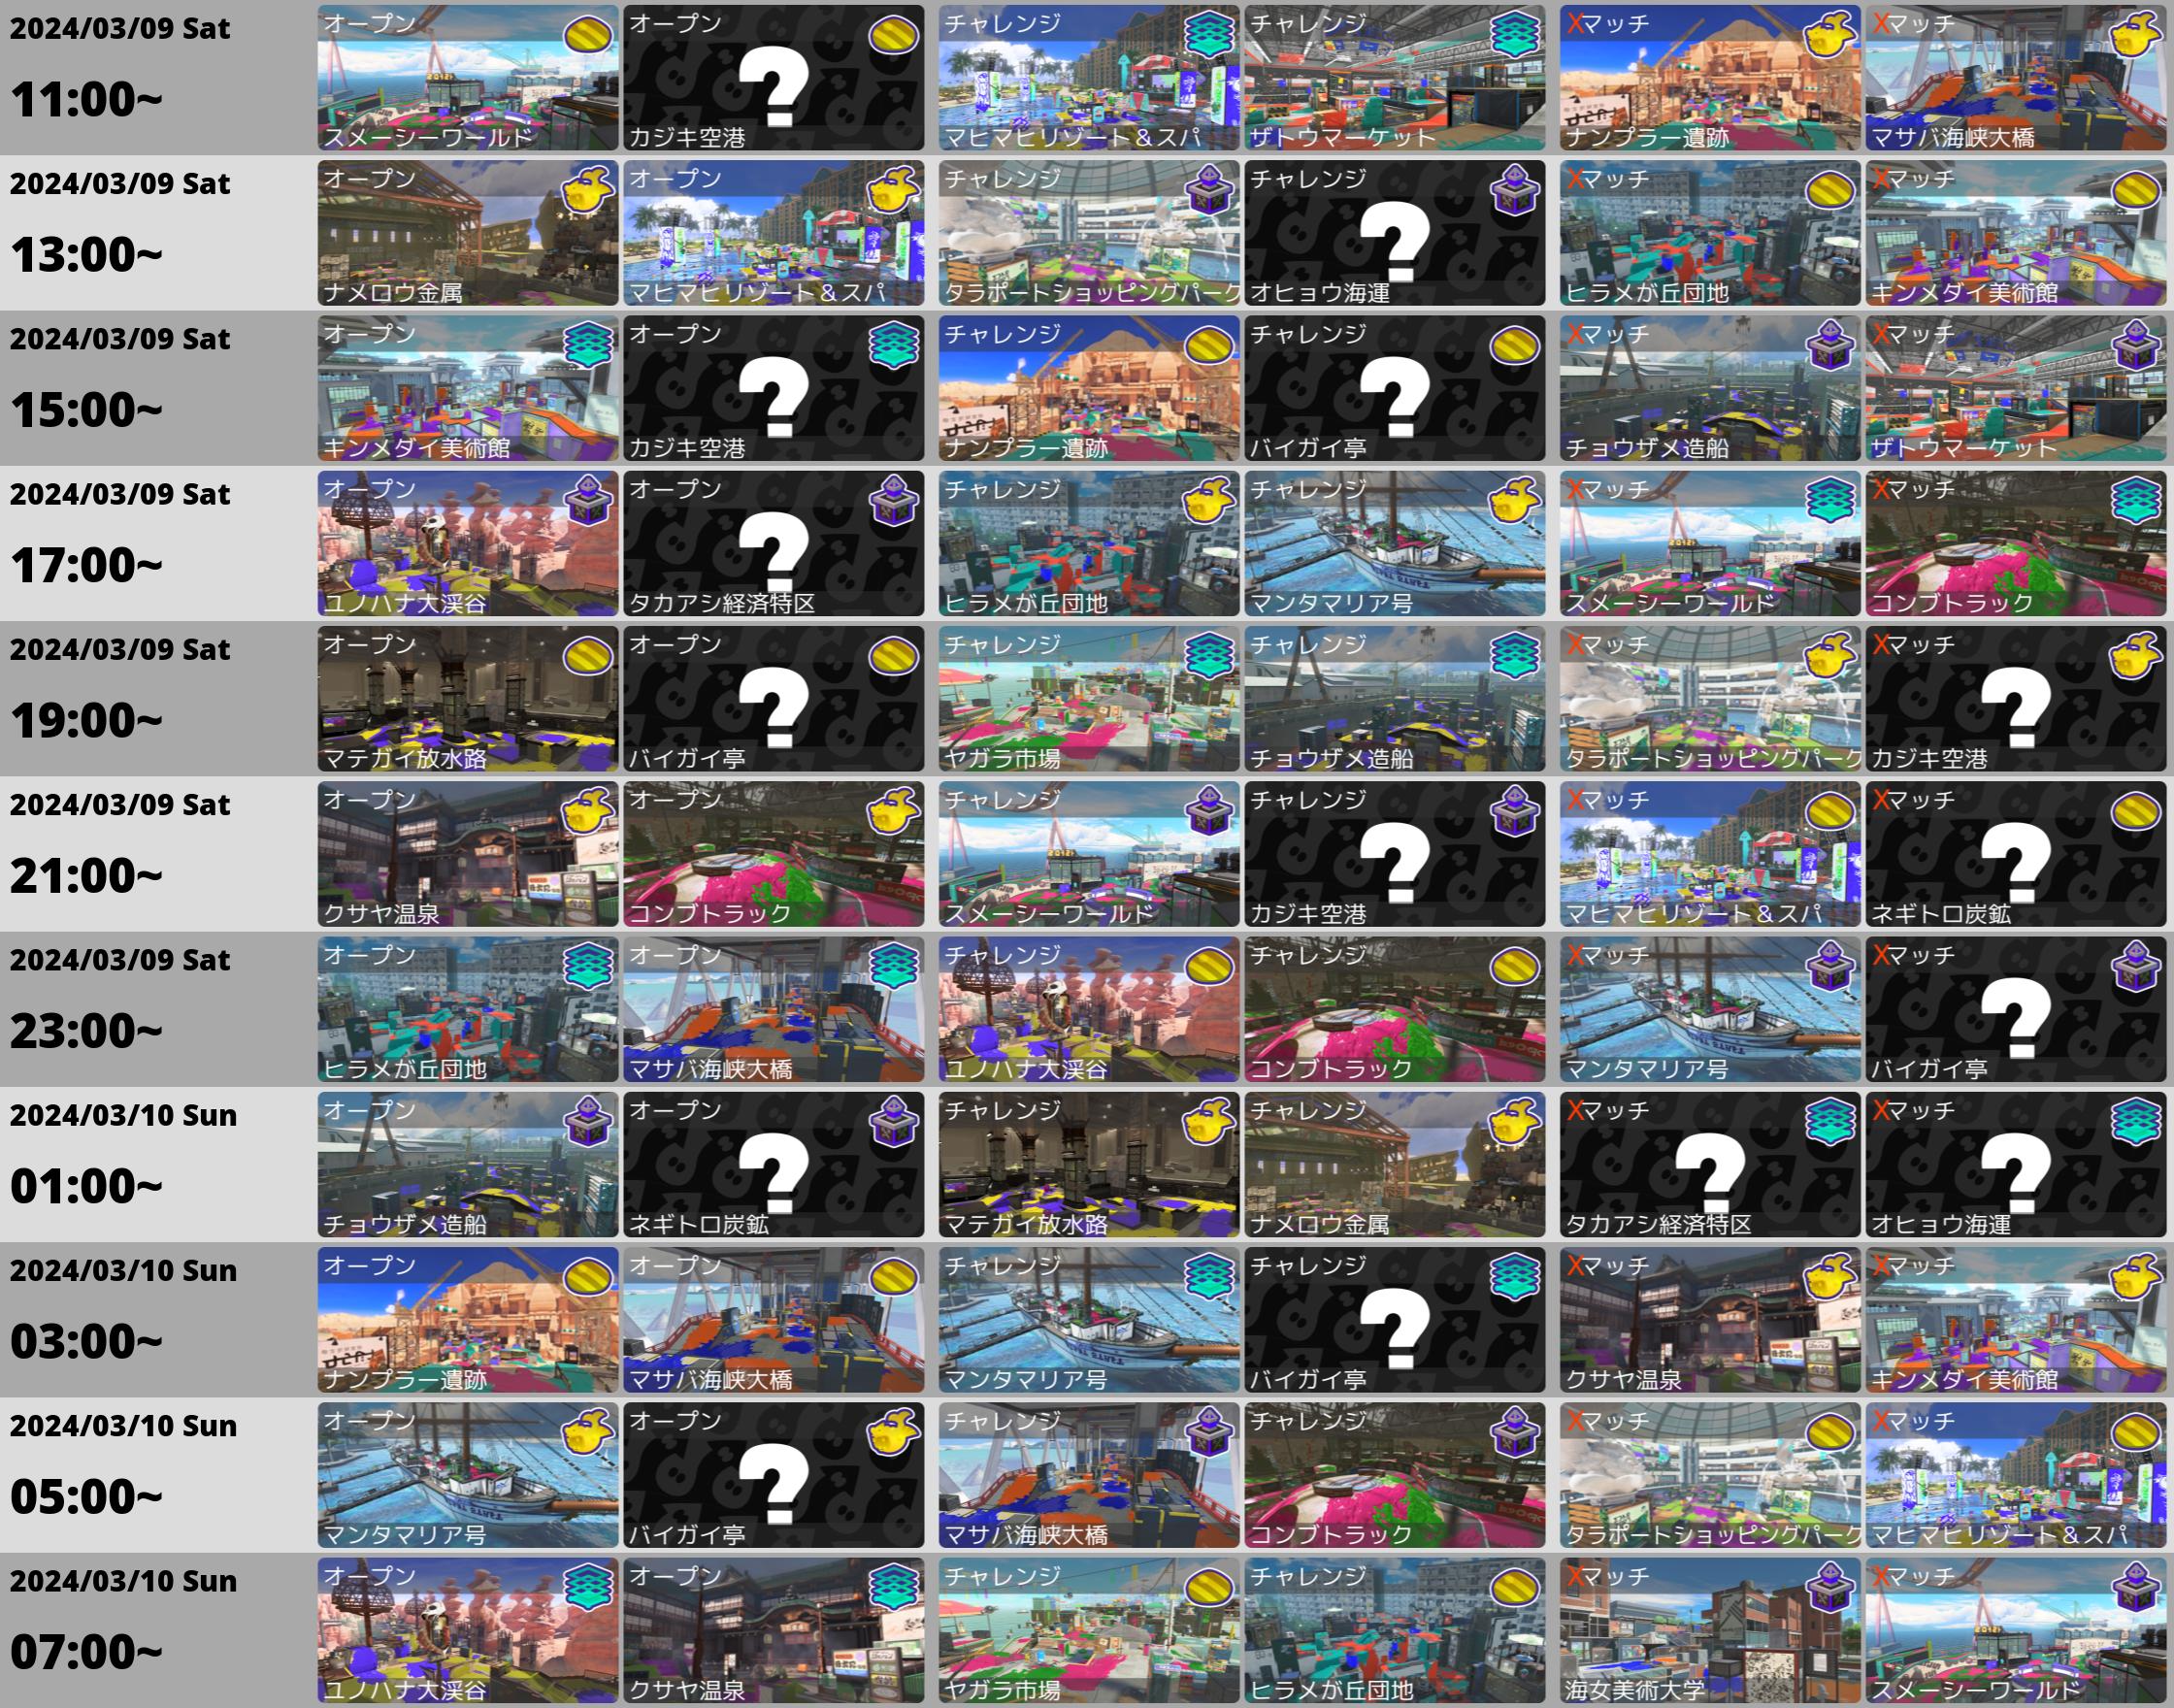 2024/03/09 Sat
11:00~
オープン
スメーシーワールド
オープン
カジキ空港
チャレンジ
マヒマヒリゾート＆スパ
チャレンジ
ザトウマーケット
Xマッチ
ナンプラー遺跡
Xマッチ
マサバ海峡大橋
2024/03/09 Sat
13:00~
オープン
ナメロウ金属
オープン
マヒマヒリゾート＆スパ
チャレンジ
タラポートショッピングパーク
チャレンジ
オヒョウ海運
Xマッチ
ヒラメが丘団地
Xマッチ
キンメダイ美術館
2024/03/09 Sat
15:00~
オープン
キンメダイ美術館
オープン
カジキ空港
チャレンジ
ナンプラー遺跡
チャレンジ
バイガイ亭
Xマッチ
チョウザメ造船
Xマッチ
ザトウマーケット
2024/03/09 Sat
17:00~
オープン
ユノハナ大渓谷
オープン
タカアシ経済特区
チャレンジ
ヒラメが丘団地
チャレンジ
マンタマリア号
Xマッチ
スメーシーワールド
Xマッチ
コンブトラック
2024/03/09 Sat
19:00~
オープン
マテガイ放水路
オープン
バイガイ亭
チャレンジ
ヤガラ市場
チャレンジ
チョウザメ造船
Xマッチ
タラポートショッピングパーク
Xマッチ
カジキ空港
2024/03/09 Sat
21:00~
オープン
クサヤ温泉
オープン
コンブトラック
チャレンジ
スメーシーワールド
チャレンジ
カジキ空港
Xマッチ
マヒマヒリゾート＆スパ
Xマッチ
ネギトロ炭鉱
2024/03/09 Sat
23:00~
オープン
ヒラメが丘団地
オープン
マサバ海峡大橋
チャレンジ
ユノハナ大渓谷
チャレンジ
コンブトラック
Xマッチ
マンタマリア号
Xマッチ
バイガイ亭
2024/03/10 Sun
01:00~
オープン
チョウザメ造船
オープン
ネギトロ炭鉱
チャレンジ
マテガイ放水路
チャレンジ
ナメロウ金属
Xマッチ
タカアシ経済特区
Xマッチ
オヒョウ海運
2024/03/10 Sun
03:00~
オープン
ナンプラー遺跡
オープン
マサバ海峡大橋
チャレンジ
マンタマリア号
チャレンジ
バイガイ亭
Xマッチ
クサヤ温泉
Xマッチ
キンメダイ美術館
2024/03/10 Sun
05:00~
オープン
マンタマリア号
オープン
バイガイ亭
チャレンジ
マサバ海峡大橋
チャレンジ
コンブトラック
Xマッチ
タラポートショッピングパーク
Xマッチ
マヒマヒリゾート＆スパ
2024/03/10 Sun
07:00~
オープン
ユノハナ大渓谷
オープン
クサヤ温泉
チャレンジ
ヤガラ市場
チャレンジ
ヒラメが丘団地
Xマッチ
海女美術大学
Xマッチ
スメーシーワールド